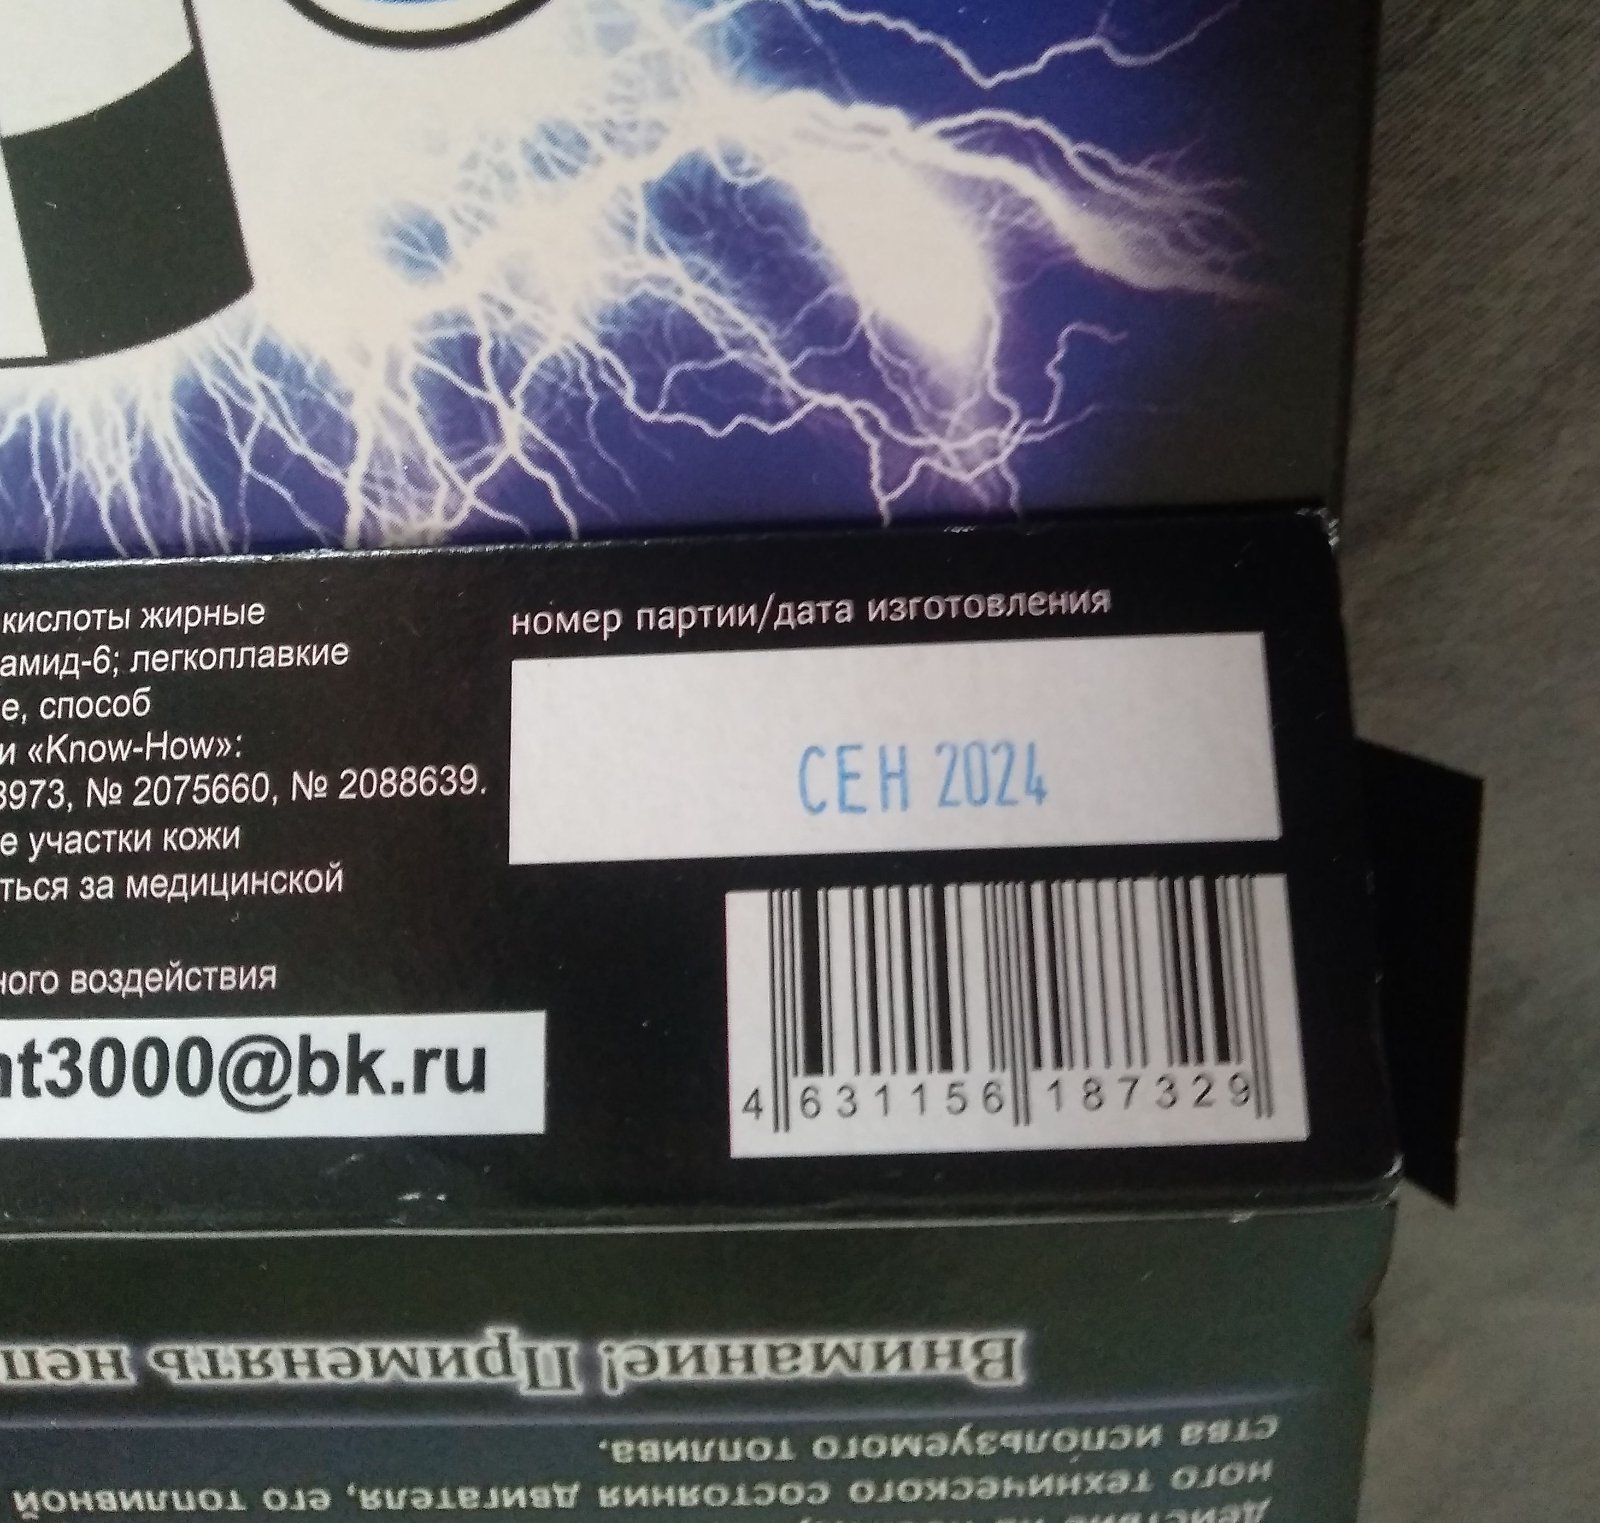 кислоты жирные
амид-6; легкоплавкие
е, способ
и «Know-How»:
3973, № 2075660, № 2088639.
е участки кожи
ться за медицинской
ного воздействия
nt3000@bk.ru
номер партии/дата изготовления
СЕН 2024
4 631156 187329
Внимание! Применять неп
ства используемого топлива.
ного технического состояния двигателя, его топливной